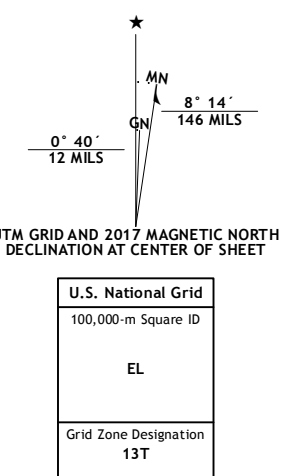 ★
MN
8° 14´
146 MILS
GN
0° 40´
12 MILS
UTM GRID AND 2017 MAGNETIC NORTH
DECLINATION AT CENTER OF SHEET
U.S. National Grid
100,000-m Square ID
EL
Grid Zone Designation
13T